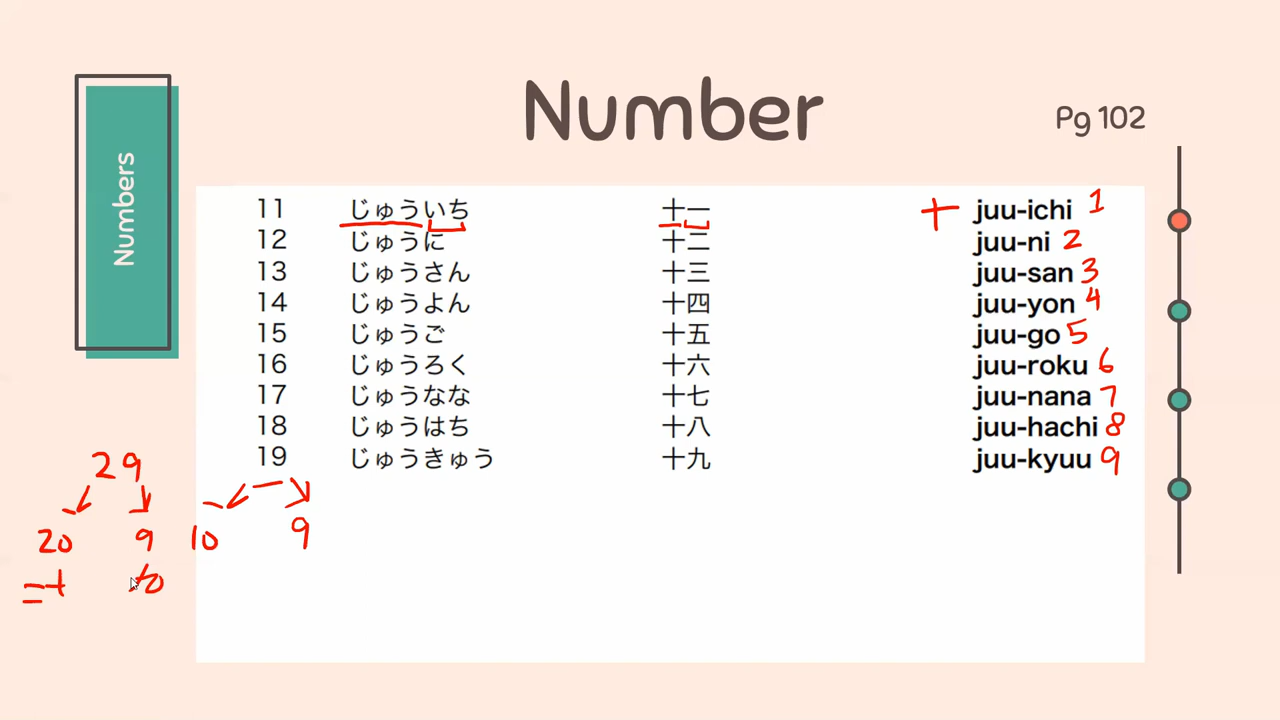 Number
Pg 102
Numbers
11 じゅういち 十一 + juu-ichi 1
12 じゅうに 十二 juu-ni 2
13 じゅうさん 十三 juu-san 3
14 じゅうよん 十四 juu-yon 4
15 じゅうご 十五 juu-go 5
16 じゅうろく 十六 juu-roku 6
17 じゅうなな 十七 juu-nana 7
18 じゅうはち 十八 juu-hachi 8
19 じゅうきゅう 十九 juu-kyuu 9
29
20 9 10 9
二十